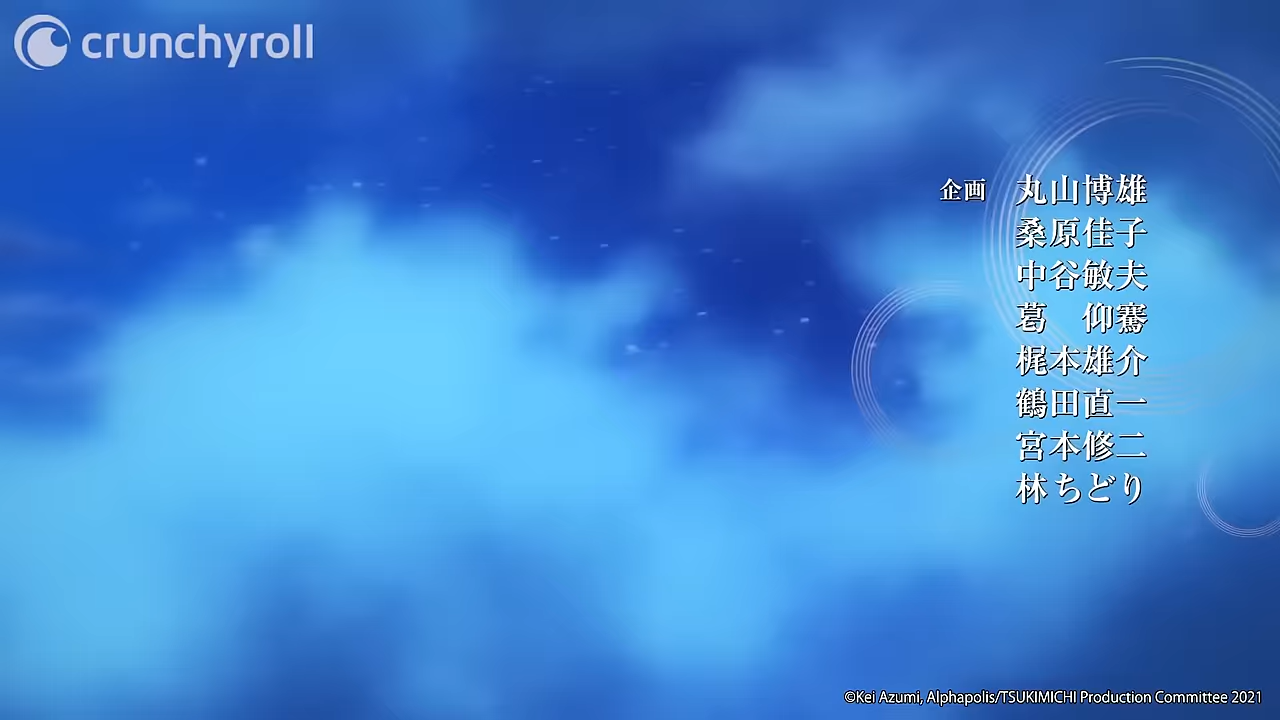 crunchyroll
企画 丸山博雄
桑原佳子
中谷敏夫
葛　仰騫
梶本雄介
鶴田直一
宮本修二
林ちどり
©Kei Azumi, Alphapolis/TSUKIMICHI Production Committee 2021